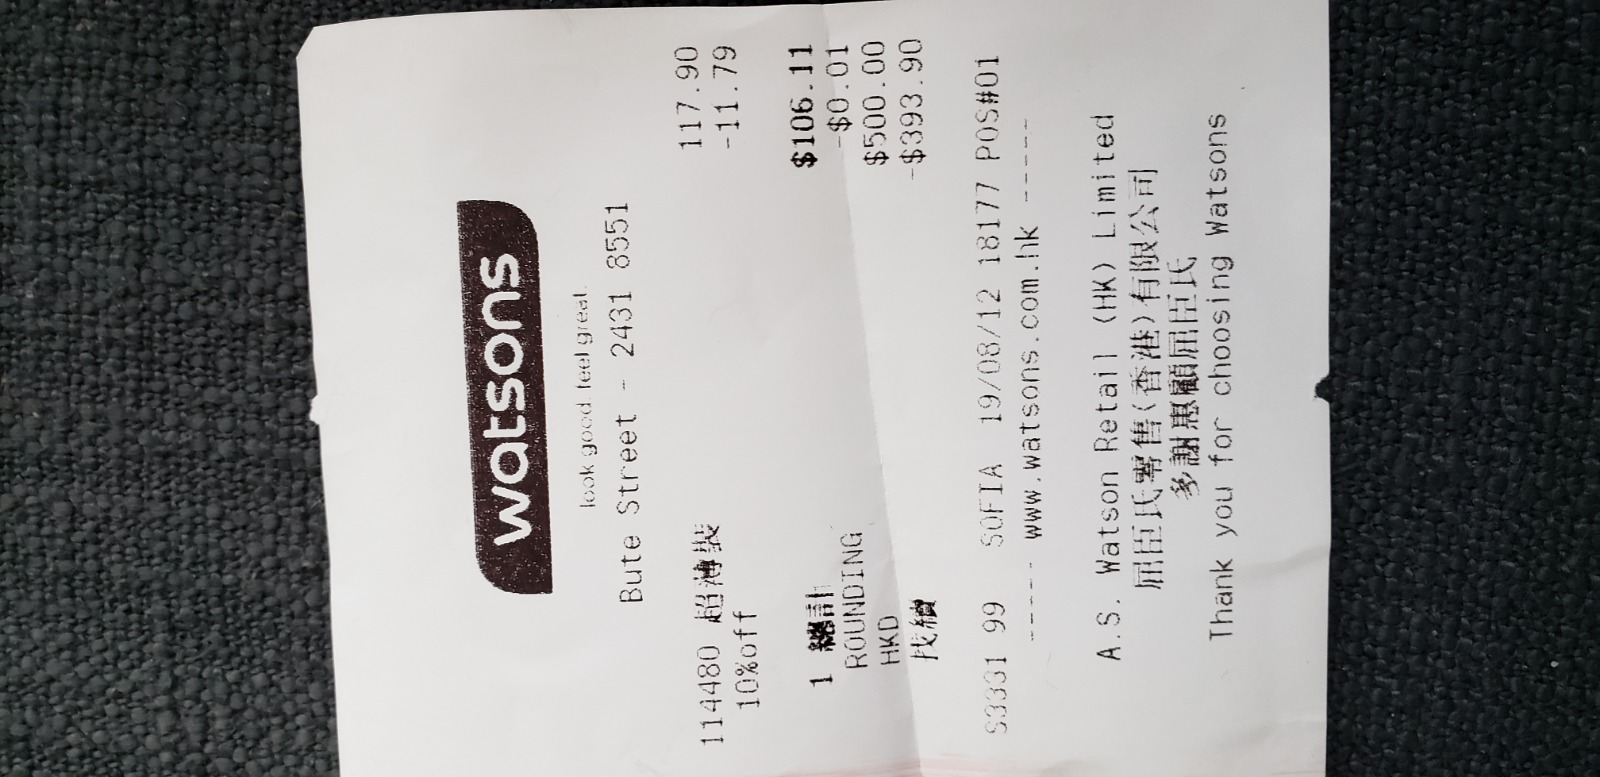 watsons
look good. feel great.
Bute Street - 2431 8551
114480 超薄裝 117.90
10%off -11.79
1 總計 $106.11
ROUNDING -$0.01
HKD $500.00
找續 -$393.90
S3331 99 SOFIA 19/08/12 18177 POS#01
----- www.watsons.com.hk -----
A.S. Watson Retail (HK) Limited
屈臣氏零售(香港)有限公司
多謝惠顧屈臣氏
Thank you for choosing Watsons